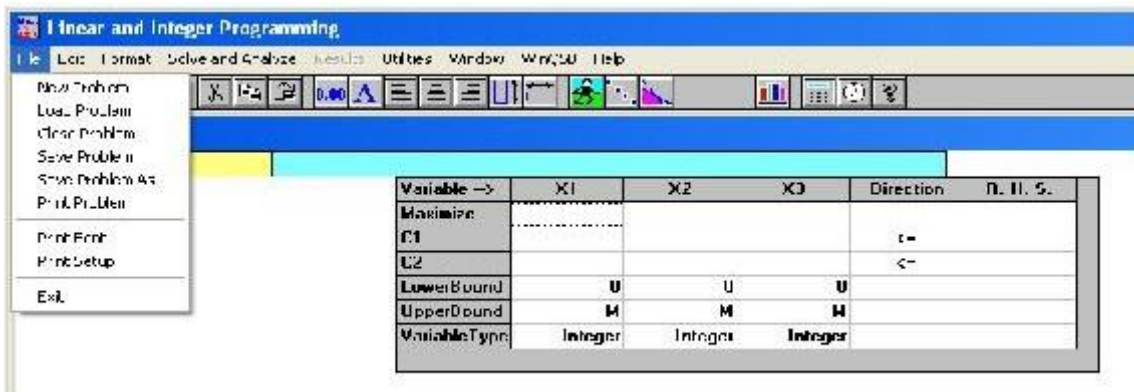 Linear and Integer Programming
File Edit Format Solve and Analyze Results Utilities Window WinQSB Help
New Problem
Load Problem
Close Problem
Save Problem
Save Problem As
Print Problem
Print Font
Print Setup
Exit
0.00 A
Variable --> X1 X2 X3 Direction R. H. S.
Maximize
C1 <=
C2 <=
LowerBound 0 0 0
UpperBound M M M
VariableType Integer Integer Integer